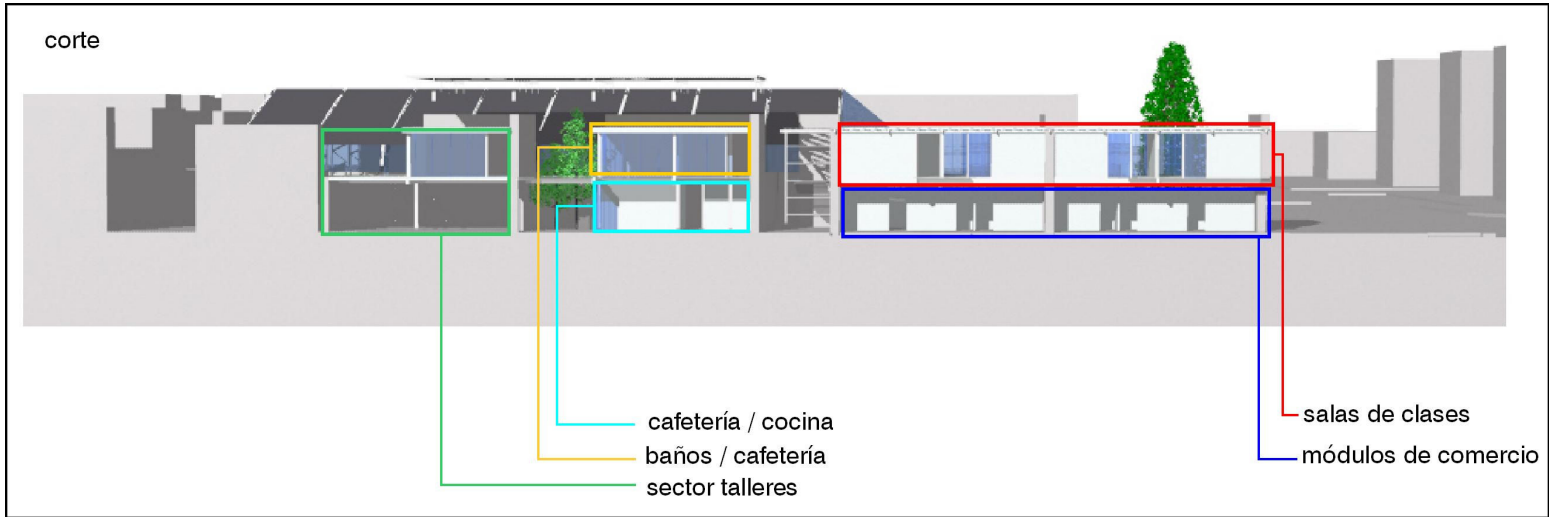 corte
cafetería / cocina
baños / cafetería
sector talleres
salas de clases
módulos de comercio